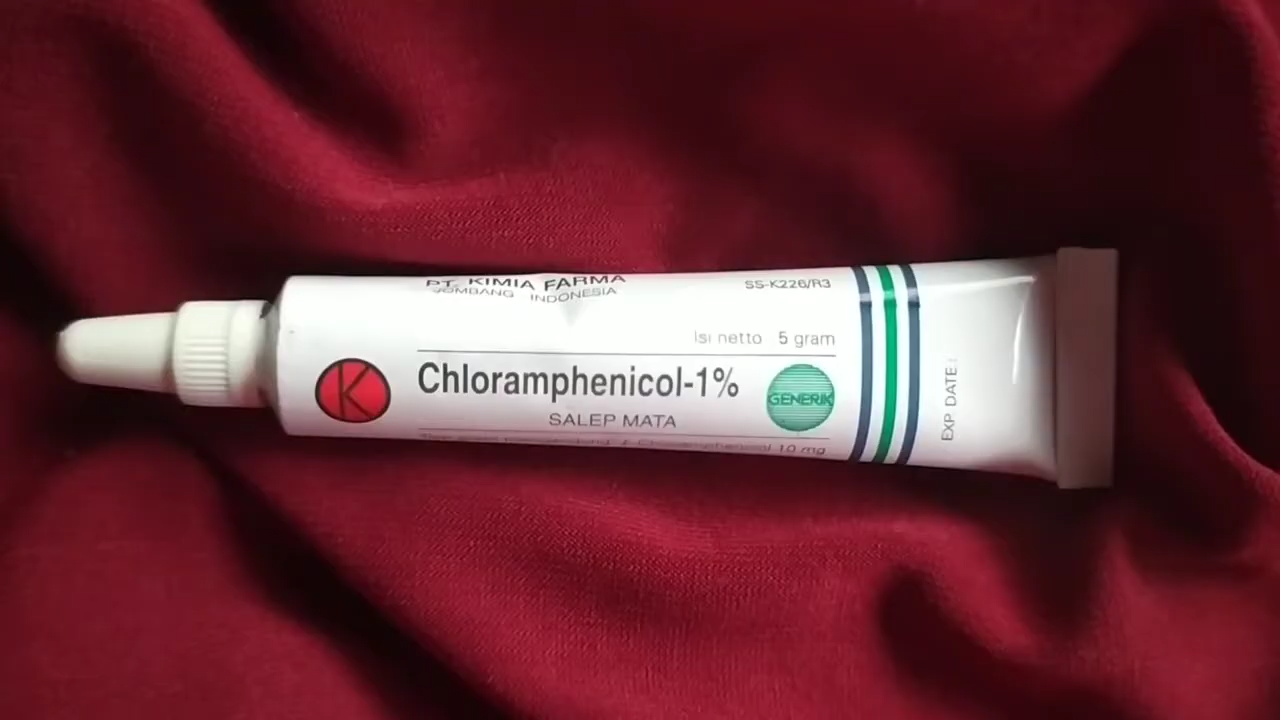 PT. KIMIA FARMA
JOMBANG INDONESIA
SS-K226/R3
Isi netto 5 gram
K
Chloramphenicol-1%
GENERIK
SALEP MATA
Chloramphenicol 10 mg
EXP DATE: